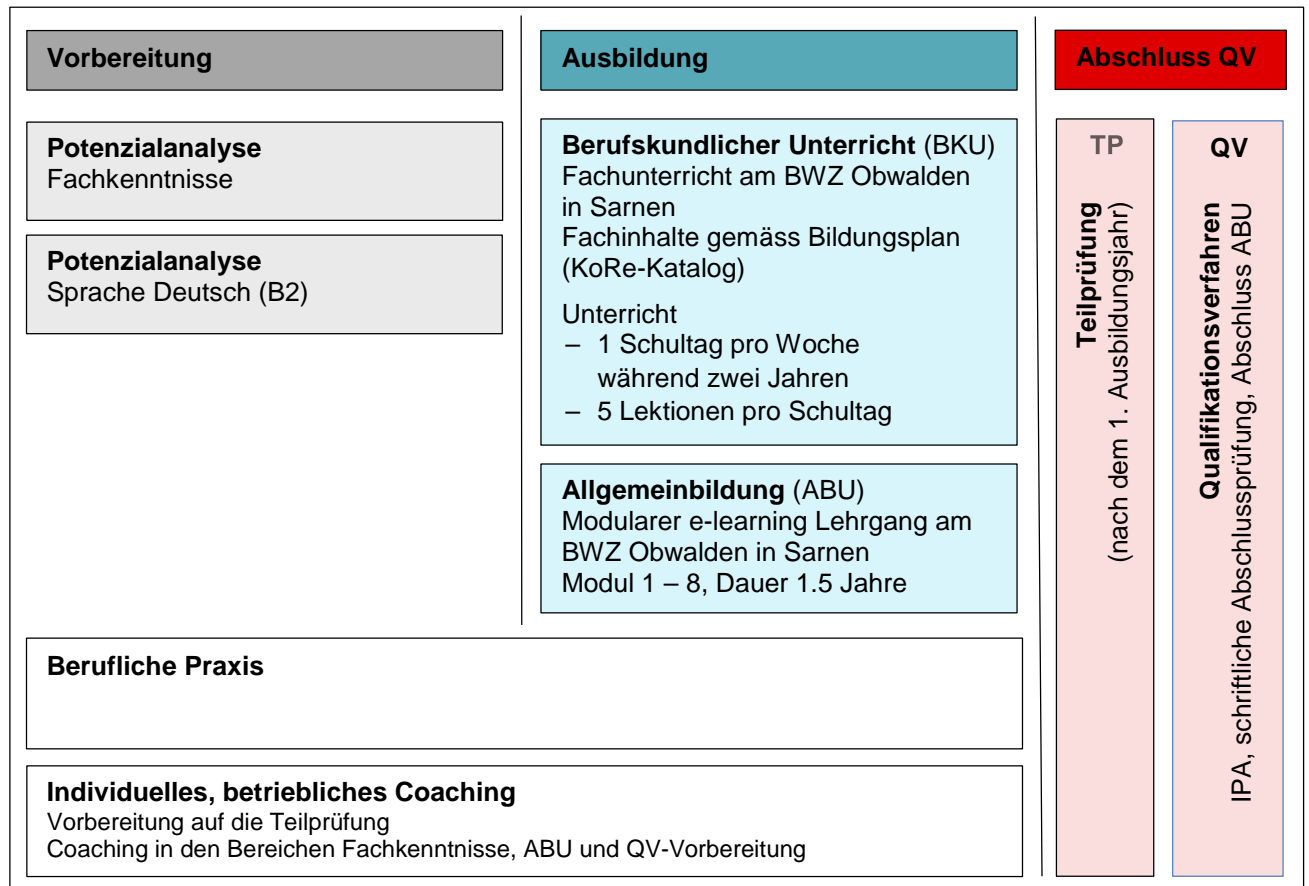 Vorbereitung
Potenzialanalyse
Fachkenntnisse
Potenzialanalyse
Sprache Deutsch (B2)
Ausbildung
Berufskundlicher Unterricht (BKU)
Fachunterricht am BWZ Obwalden
in Sarnen
Fachinhalte gemäss Bildungsplan
(KoRe-Katalog)
Unterricht
– 1 Schultag pro Woche
während zwei Jahren
– 5 Lektionen pro Schultag
Allgemeinbildung (ABU)
Modularer e-learning Lehrgang am
BWZ Obwalden in Sarnen
Modul 1 – 8, Dauer 1.5 Jahre
Berufliche Praxis
Individuelles, betriebliches Coaching
Vorbereitung auf die Teilprüfung
Coaching in den Bereichen Fachkenntnisse, ABU und QV-Vorbereitung
Abschluss QV
TP
Teilprüfung
(nach dem 1. Ausbildungsjahr)
QV
Qualifikationsverfahren
IPA, schriftliche Abschlussprüfung, Abschluss ABU